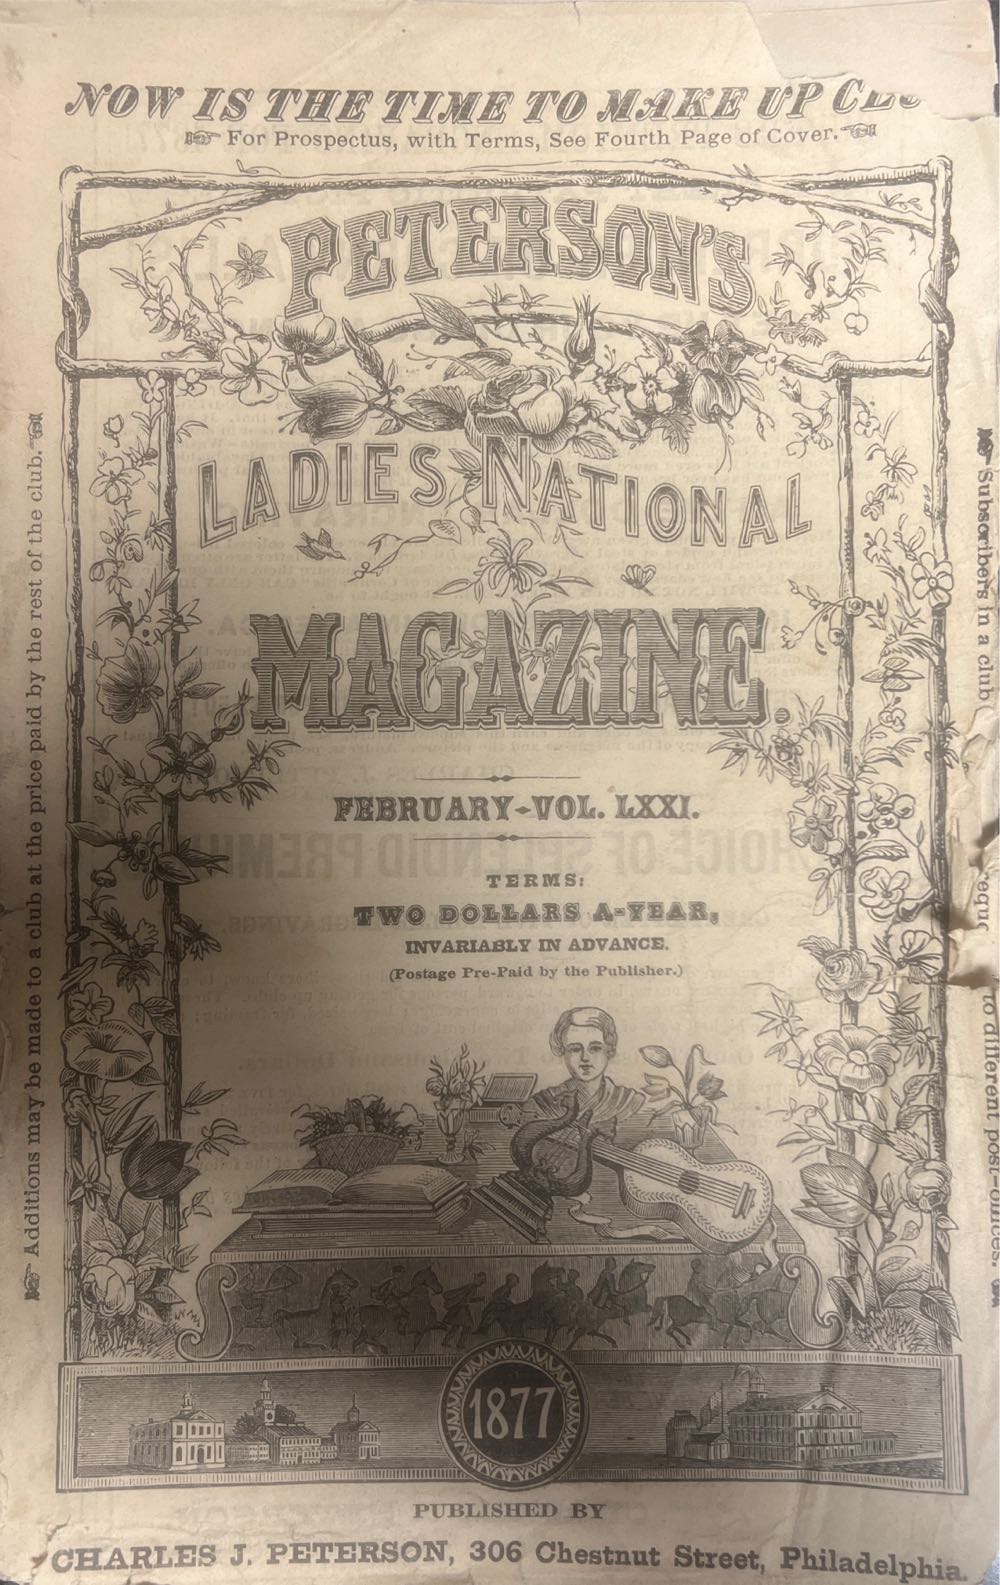 NOW IS THE TIME TO MAKE UP
For Prospectus, with Terms, See Fourth Page of Cover.
PETERSON'S
LADIES NATIONAL
MAGAZINE.
FEBRUARY-VOL. LXXI.
TERMS:
TWO DOLLARS A-YEAR,
INVARIABLY IN ADVANCE.
(Postage Pre-Paid by the Publisher.)
1877
PUBLISHED BY
CHARLES J. PETERSON, 306 Chestnut Street, Philadelphia.
Additions may be made to a club at the price paid by the rest of the club.
Subscribers in a club
to different post-offices.